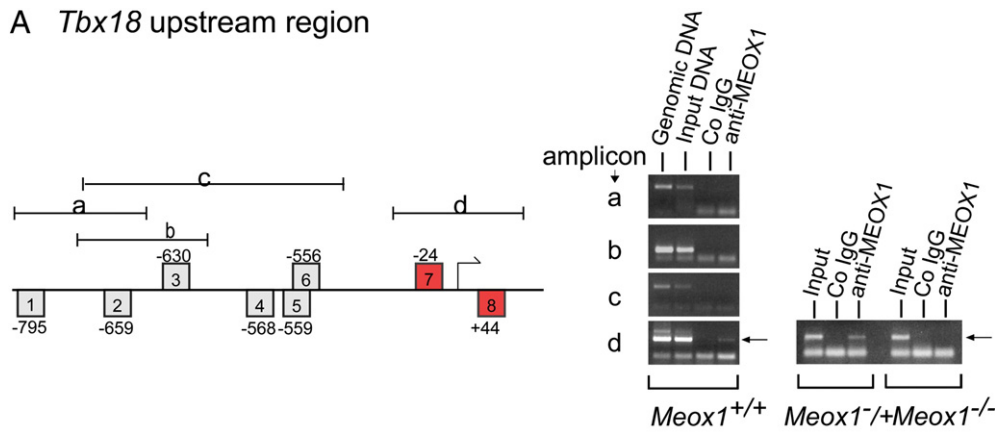 A Tbx18 upstream region
Genomic DNA
Input DNA
Co IgG
anti-MEOX1
amplicon
c
a
d
b
-630
-556
-24
3
6
7
1
2
4
5
8
-795
-659
-568
-559
+44
a
b
c
d
Input
Co IgG
anti-MEOX1
Input
Co IgG
anti-MEOX1
Meox1+/+
Meox1-/+
Meox1-/-